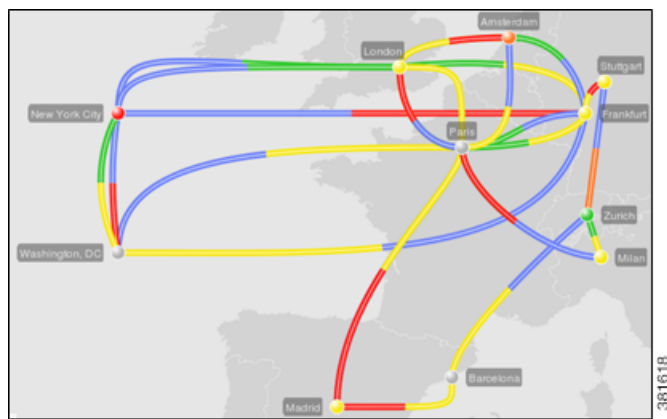 Amsterdam
London
Stuttgart
New York City
Frankfurt
Paris
Zurich
Washington, DC
Milan
Barcelona
Madrid
381618